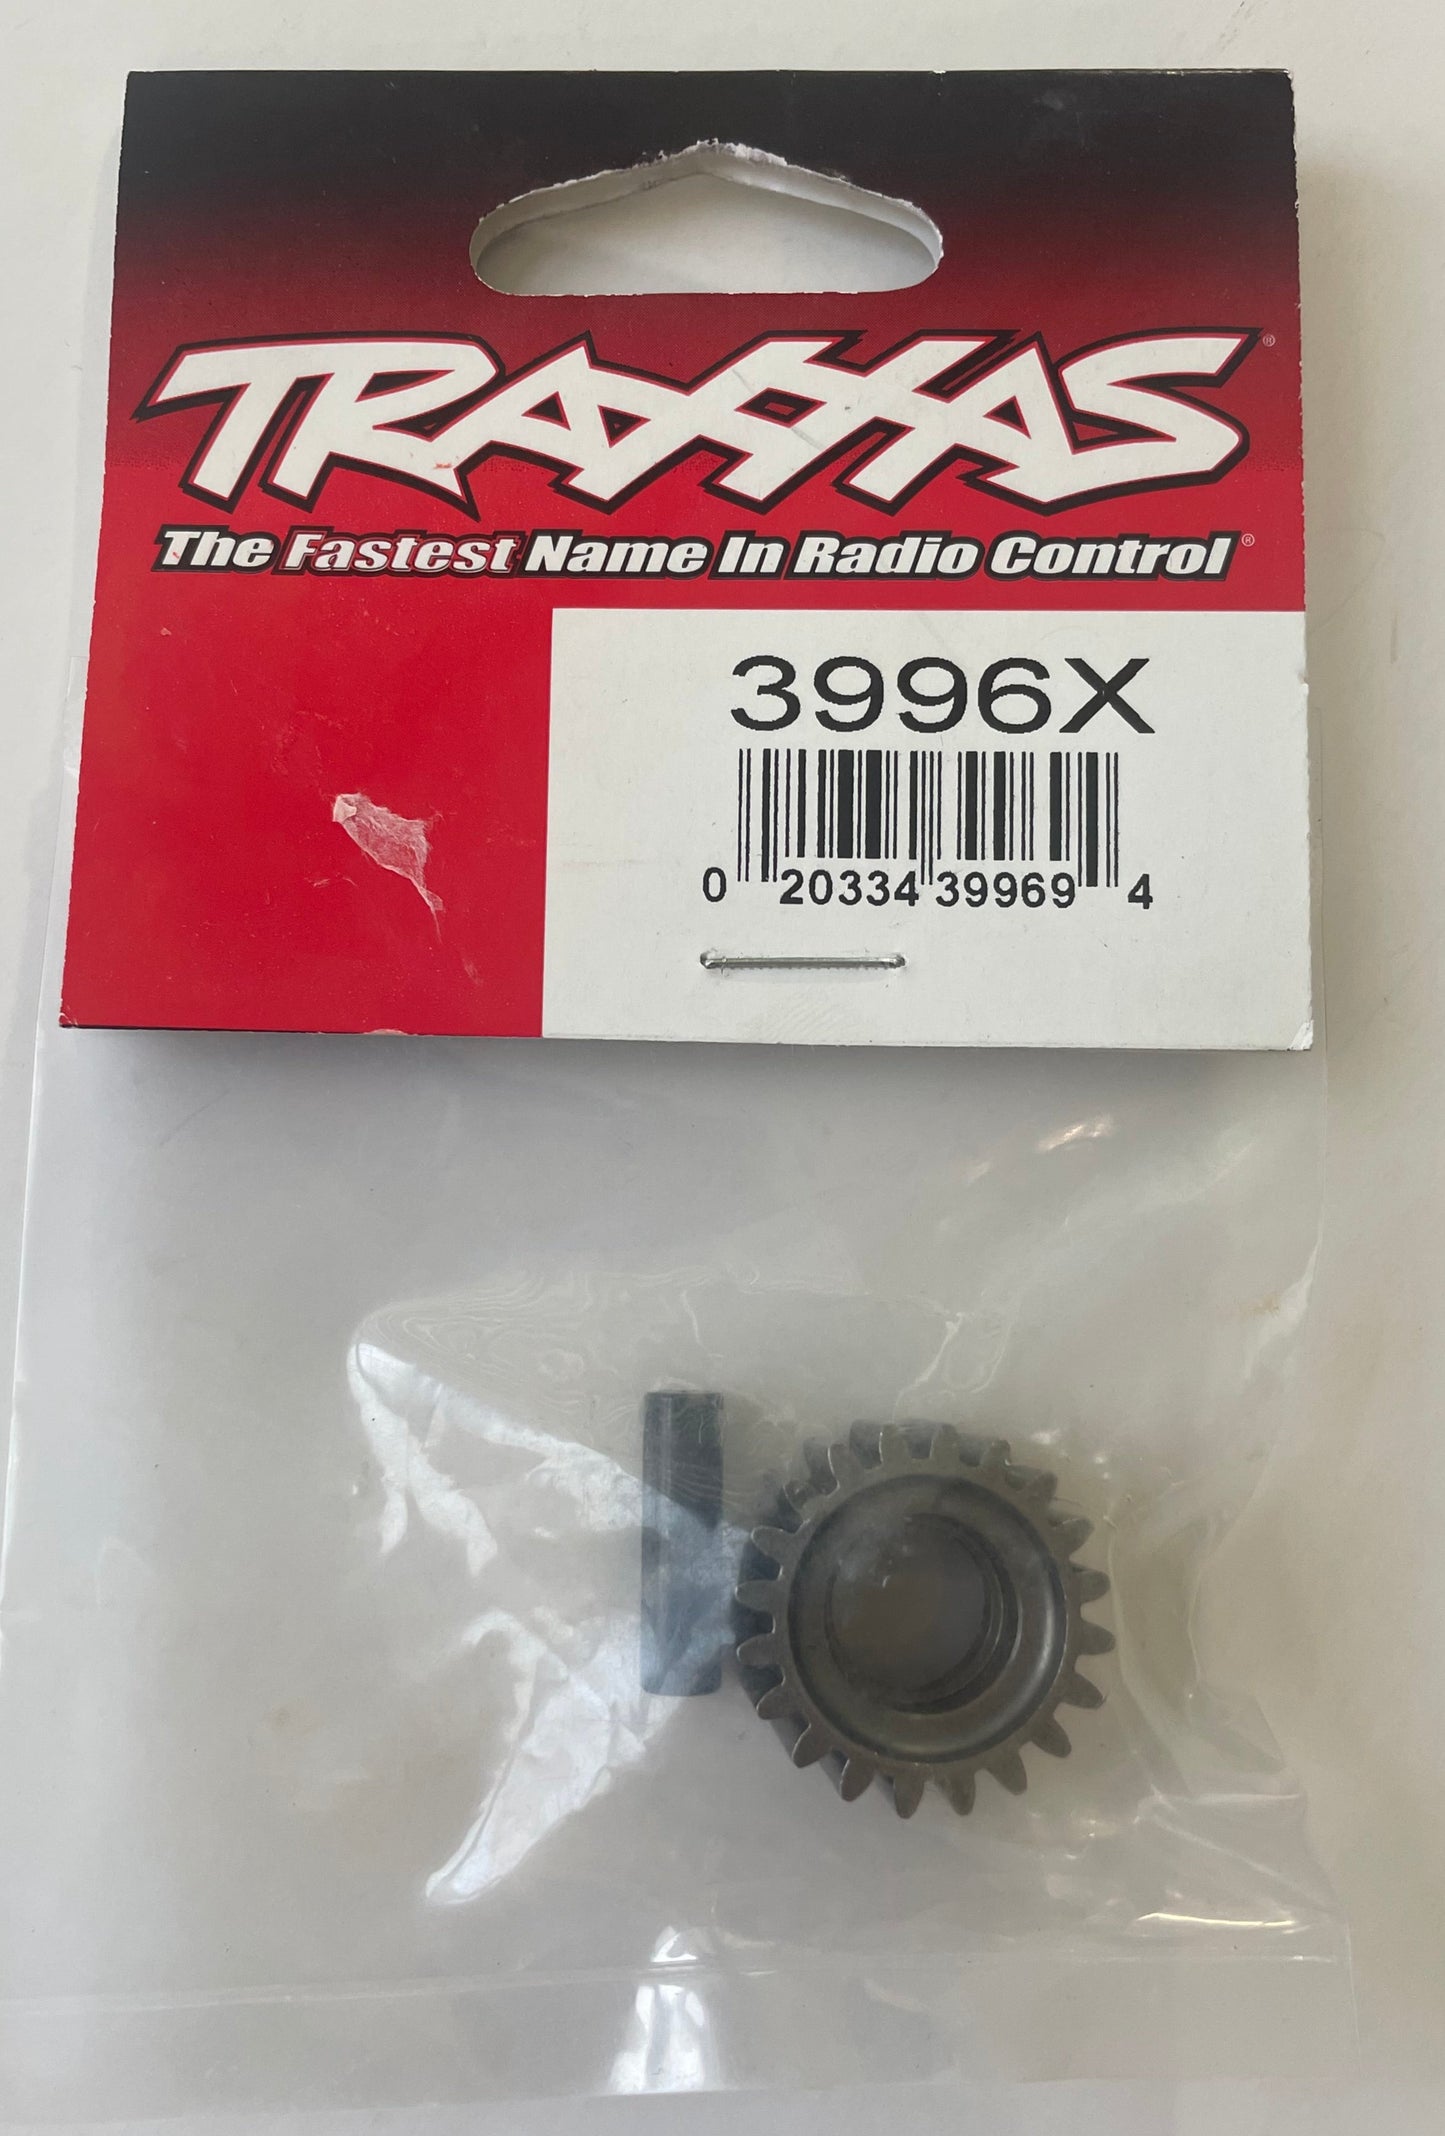 TRAXXAS®
The Fastest Name In Radio Control®
3996X
0 20334 39969 4